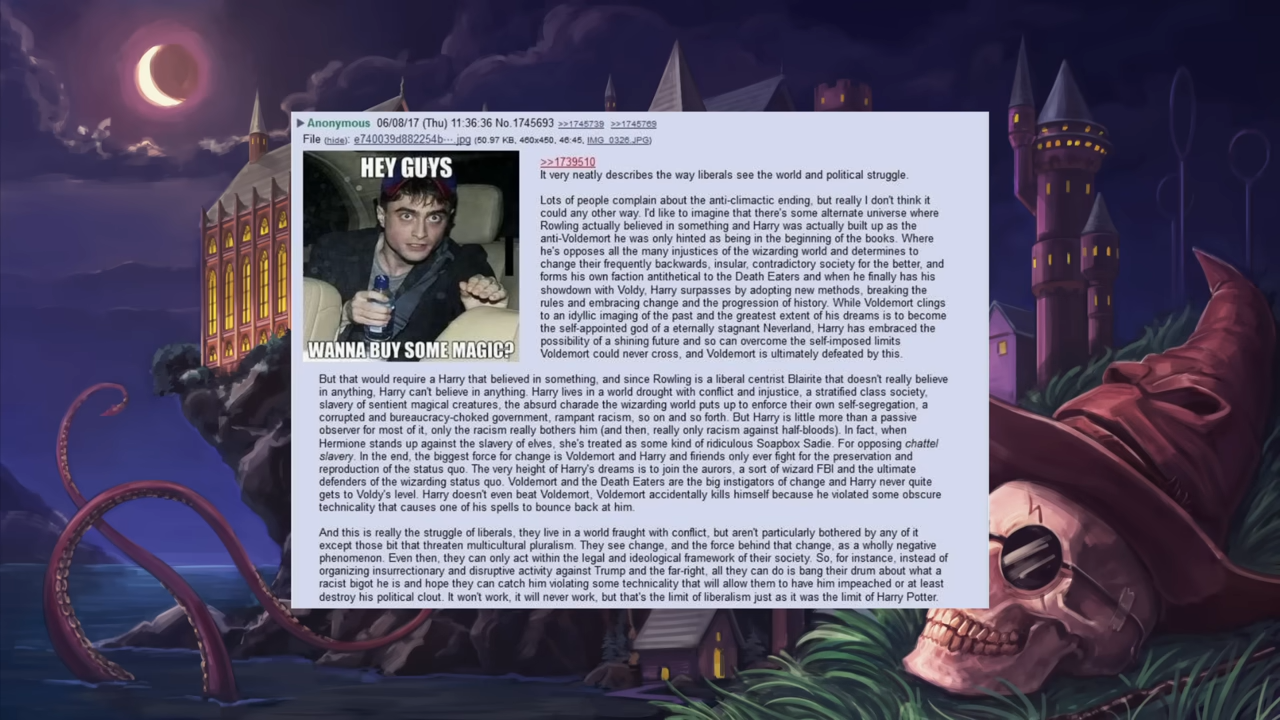 ▶ Anonymous 06/08/17 (Thu) 11:36:36 No.1745693 >>1745739 >>1745769
File (hide): e740039d882254b···.jpg (50.97 KB, 460x460, 46:45, IMG_0326.JPG)
HEY GUYS
WANNA BUY SOME MAGIC?
>>1739510
It very neatly describes the way liberals see the world and political struggle.
Lots of people complain about the anti-climactic ending, but really I don't think it
could any other way. I'd like to imagine that there's some alternate universe where
Rowling actually believed in something and Harry was actually built up as the
anti-Voldemort he was only hinted as being in the beginning of the books. Where
he's opposes all the many injustices of the wizarding world and determines to
change their frequently backwards, insular, contradictory society for the better, and
forms his own faction antithetical to the Death Eaters and when he finally has his
showdown with Voldy, Harry surpasses by adopting new methods, breaking the
rules and embracing change and the progression of history. While Voldemort clings
to an idyllic imaging of the past and the greatest extent of his dreams is to become
the self-appointed god of a eternally stagnant Neverland, Harry has embraced the
possibility of a shining future and so can overcome the self-imposed limits
Voldemort could never cross, and Voldemort is ultimately defeated by this.
But that would require a Harry that believed in something, and since Rowling is a liberal centrist Blairite that doesn't really believe
in anything, Harry can't believe in anything. Harry lives in a world drought with conflict and injustice, a stratified class society,
slavery of sentient magical creatures, the absurd charade the wizarding world puts up to enforce their own self-segregation, a
corrupted and bureaucracy-choked government, rampant racism, so on and so forth. But Harry is little more than a passive
observer for most of it, only the racism really bothers him (and then, really only racism against half-bloods). In fact, when
Hermione stands up against the slavery of elves, she's treated as some kind of ridiculous Soapbox Sadie. For opposing chattel
slavery. In the end, the biggest force for change is Voldemort and Harry and firiends only ever fight for the preservation and
reproduction of the status quo. The very height of Harry's dreams is to join the aurors, a sort of wizard FBI and the ultimate
defenders of the wizarding status quo. Voldemort and the Death Eaters are the big instigators of change and Harry never quite
gets to Voldy's level. Harry doesn't even beat Voldemort, Voldemort accidentally kills himself because he violated some obscure
technicality that causes one of his spells to bounce back at him.
And this is really the struggle of liberals, they live in a world fraught with conflict, but aren't particularly bothered by any of it
except those bit that threaten multicultural pluralism. They see change, and the force behind that change, as a wholly negative
phenomenon. Even then, they can only act within the legal and ideological framework of their society. So, for instance, instead of
organizing insurrectionary and disruptive activity against Trump and the far-right, all they can do is bang their drum about what a
racist bigot he is and hope they can catch him violating some technicality that will allow them to have him impeached or at least
destroy his political clout. It won't work, it will never work, but that's the limit of liberalism just as it was the limit of Harry Potter.